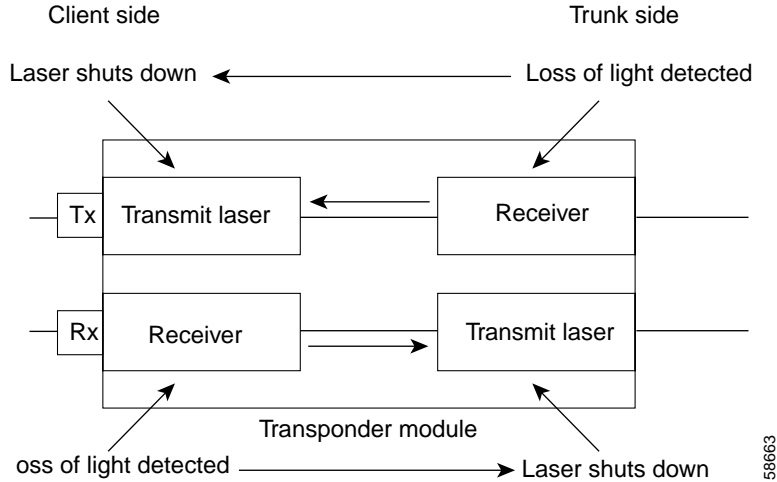 Client side
Trunk side
Laser shuts down
Loss of light detected
Tx
Transmit laser
Receiver
Rx
Receiver
Transmit laser
Transponder module
oss of light detected
Laser shuts down
58663